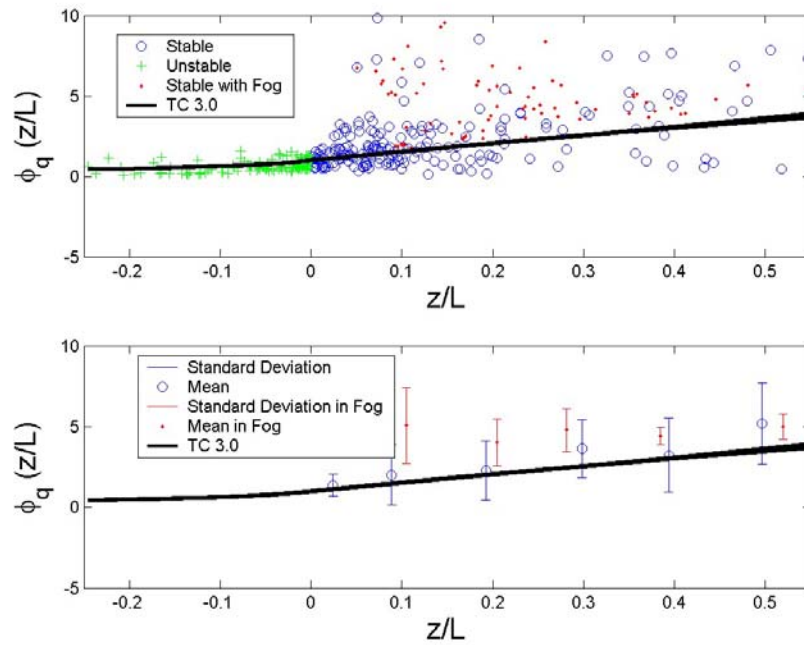 10
Stable
Unstable
Stable with Fog
TC 3.0
5
0
-5
ϕq (z/L)
-0.2 -0.1 0 0.1 0.2 0.3 0.4 0.5
z/L
10
Standard Deviation
Mean
Standard Deviation in Fog
Mean in Fog
TC 3.0
5
0
-5
ϕq (z/L)
-0.2 -0.1 0 0.1 0.2 0.3 0.4 0.5
z/L